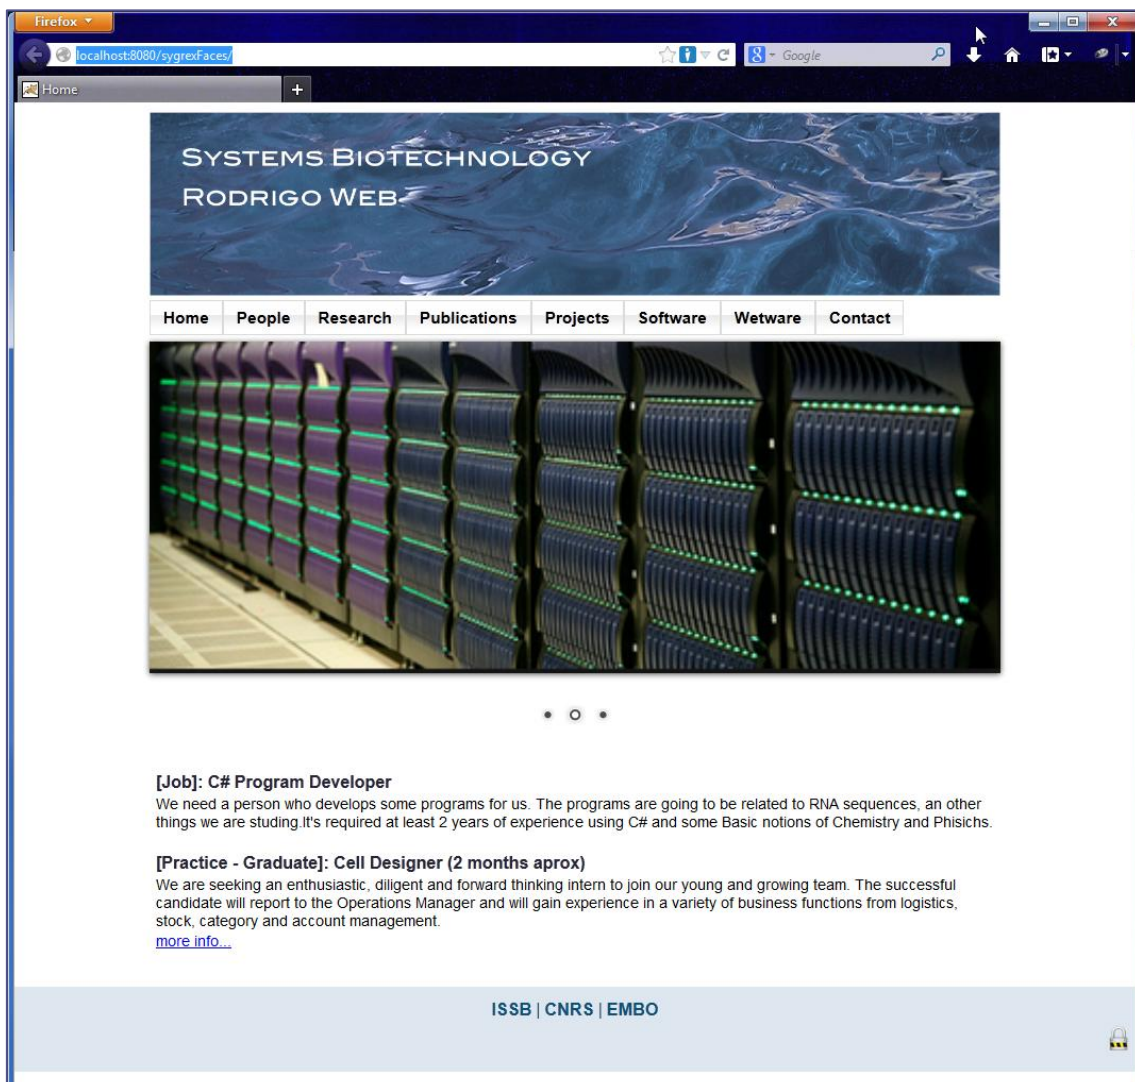 Firefox
localhost:8080/sygrexFaces/
Google
Home
SYSTEMS BIOTECHNOLOGY
RODRIGO WEB
Home People Research Publications Projects Software Wetware Contact
[Job]: C# Program Developer
We need a person who develops some programs for us. The programs are going to be related to RNA sequences, an other
things we are studing.It's required at least 2 years of experience using C# and some Basic notions of Chemistry and Phisichs.
[Practice - Graduate]: Cell Designer (2 months aprox)
We are seeking an enthusiastic, diligent and forward thinking intern to join our young and growing team. The successful
candidate will report to the Operations Manager and will gain experience in a variety of business functions from logistics,
stock, category and account management.
more info...
ISSB | CNRS | EMBO